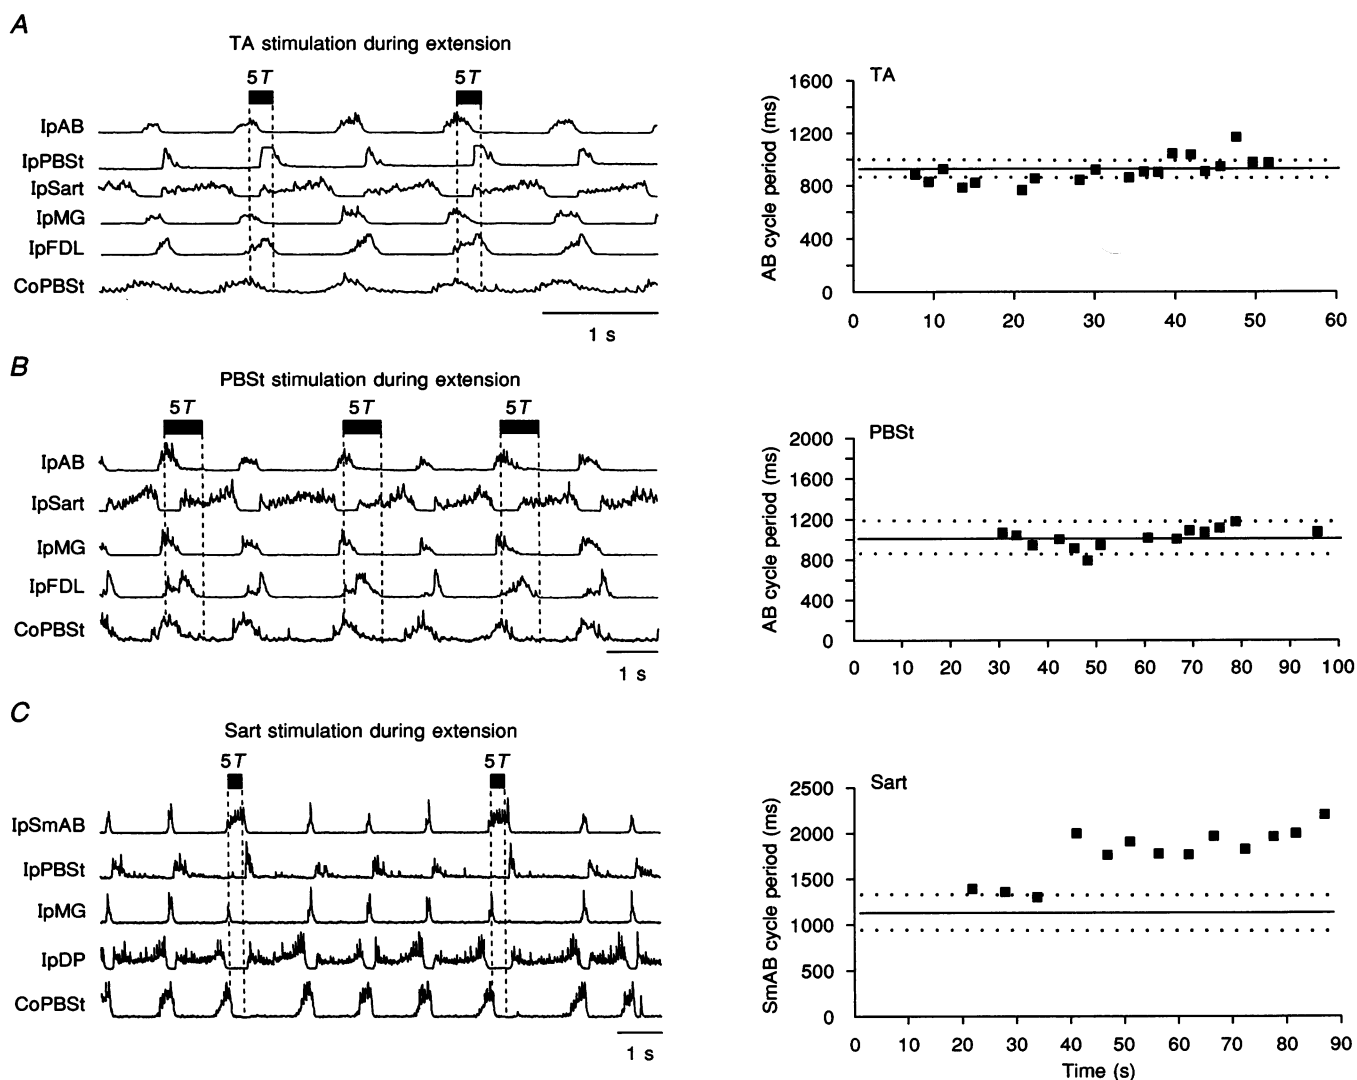 A
TA stimulation during extension
5T 5T
IpAB
IpPBSt
IpSart
IpMG
IpFDL
CoPBSt
1 s
TA
AB cycle period (ms)
1600
1200
800
400
0
0 10 20 30 40 50 60
B
PBSt stimulation during extension
5T 5T 5T
IpAB
IpSart
IpMG
IpFDL
CoPBSt
1 s
PBSt
AB cycle period (ms)
2000
1600
1200
800
400
0
0 10 20 30 40 50 60 70 80 90 100
C
Sart stimulation during extension
5T 5T
IpSmAB
IpPBSt
IpMG
IpDP
CoPBSt
1 s
Sart
SmAB cycle period (ms)
2500
2000
1500
1000
500
0
0 10 20 30 40 50 60 70 80 90
Time (s)